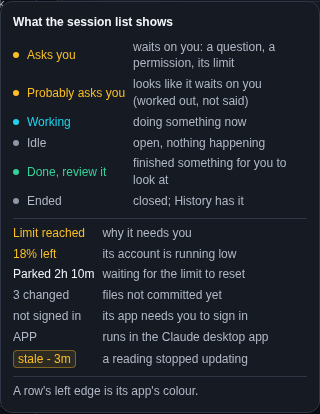 What the session list shows
Asks you waits on you: a question, a
permission, its limit
Probably asks you looks like it waits on you
(worked out, not said)
Working doing something now
Idle open, nothing happening
Done, review it finished something for you to
look at
Ended closed; History has it
Limit reached why it needs you
18% left its account is running low
Parked 2h 10m waiting for the limit to reset
3 changed files not committed yet
not signed in its app needs you to sign in
APP runs in the Claude desktop app
stale - 3m a reading stopped updating
A row's left edge is its app's colour.